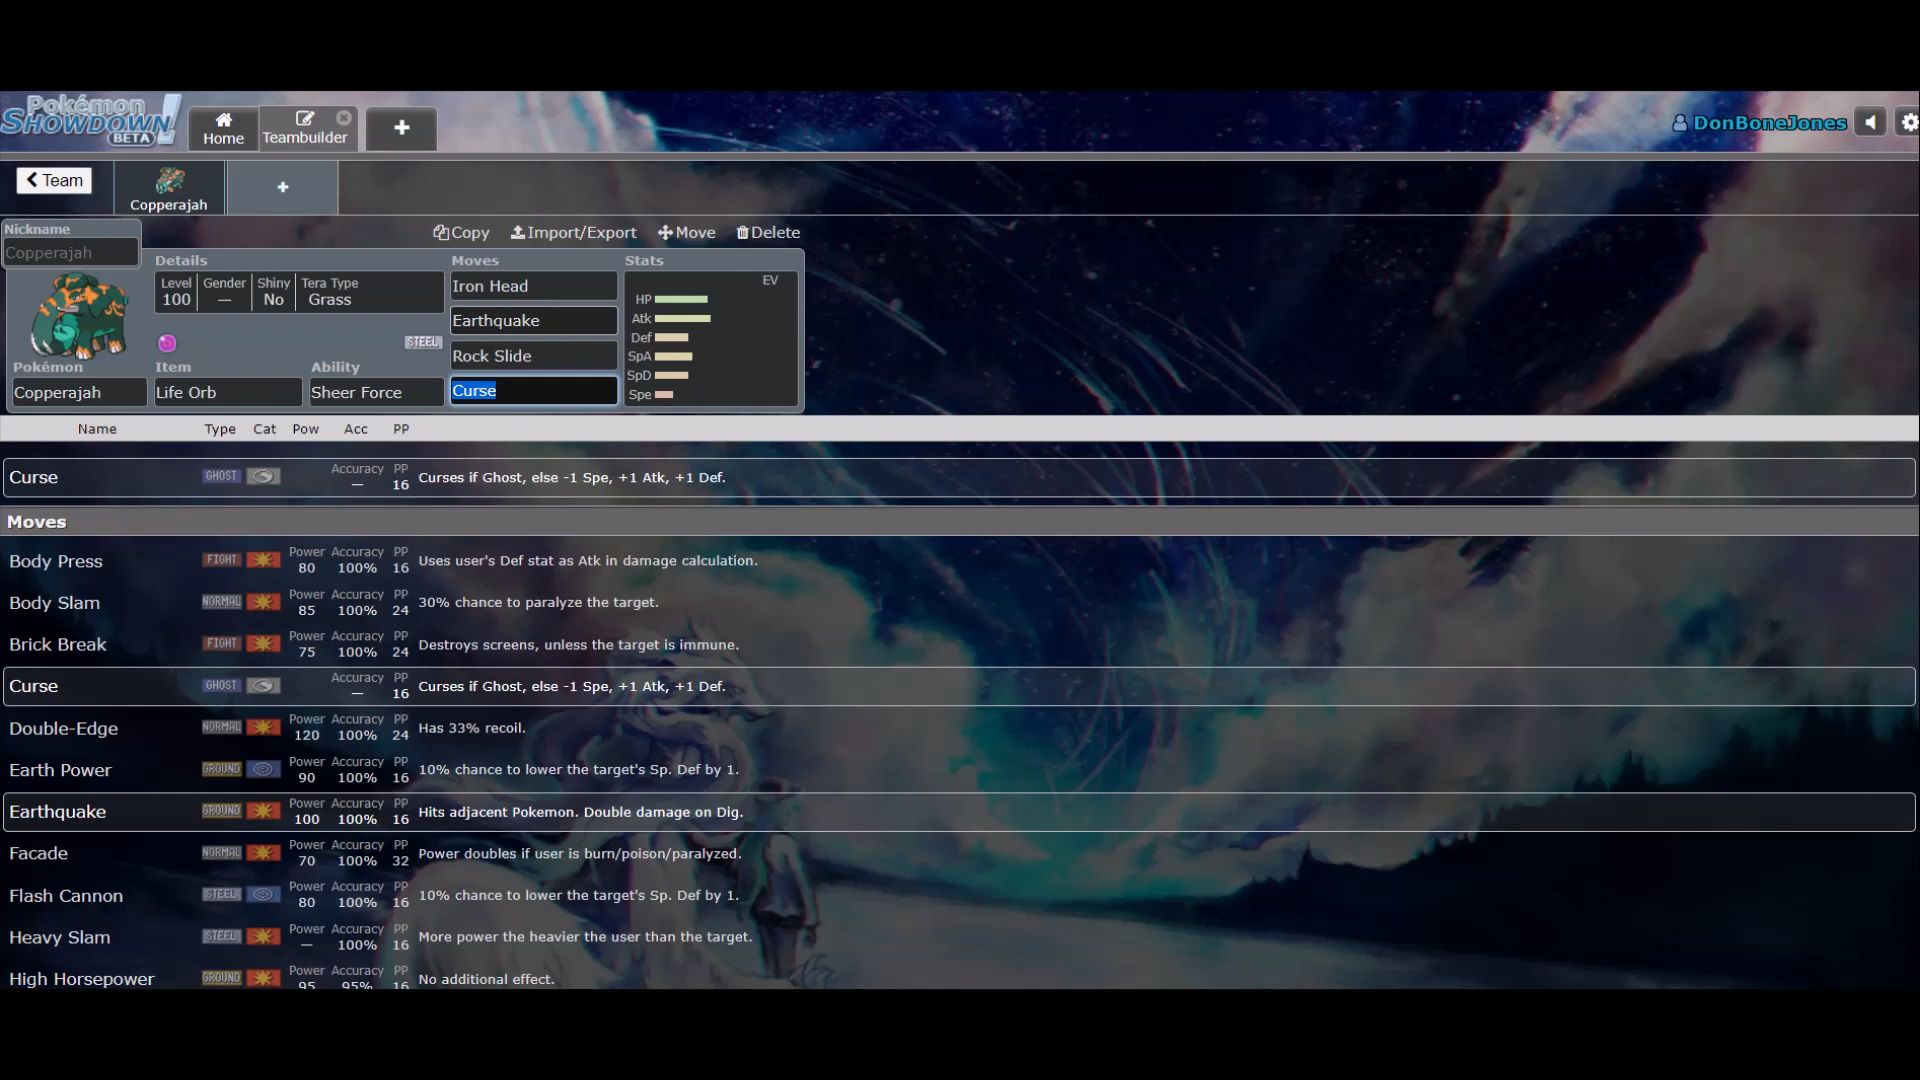 Pokémon
SHOWDOWN!
BETA
Home
Teambuilder
DonBoneJones
Team
Copperajah
Nickname
Copperajah
Copy Import/Export Move Delete
Details Moves Stats
Level Gender Shiny Tera Type
100 — No Grass
STEEL
Pokémon Item Ability
Copperajah Life Orb Sheer Force
Iron Head
Earthquake
Rock Slide
Curse
EV
HP
Atk
Def
SpA
SpD
Spe
Name Type Cat Pow Acc PP
Curse GHOST Accuracy — PP 16 Curses if Ghost, else -1 Spe, +1 Atk, +1 Def.
Moves
Body Press FIGHT Power 80 Accuracy 100% PP 16 Uses user's Def stat as Atk in damage calculation.
Body Slam NORMAL Power 85 Accuracy 100% PP 24 30% chance to paralyze the target.
Brick Break FIGHT Power 75 Accuracy 100% PP 24 Destroys screens, unless the target is immune.
Curse GHOST Accuracy — PP 16 Curses if Ghost, else -1 Spe, +1 Atk, +1 Def.
Double-Edge NORMAL Power 120 Accuracy 100% PP 24 Has 33% recoil.
Earth Power GROUND Power 90 Accuracy 100% PP 16 10% chance to lower the target's Sp. Def by 1.
Earthquake GROUND Power 100 Accuracy 100% PP 16 Hits adjacent Pokemon. Double damage on Dig.
Facade NORMAL Power 70 Accuracy 100% PP 32 Power doubles if user is burn/poison/paralyzed.
Flash Cannon STEEL Power 80 Accuracy 100% PP 16 10% chance to lower the target's Sp. Def by 1.
Heavy Slam STEEL Power — Accuracy 100% PP 16 More power the heavier the user than the target.
High Horsepower GROUND Power 95 Accuracy 95% PP 16 No additional effect.